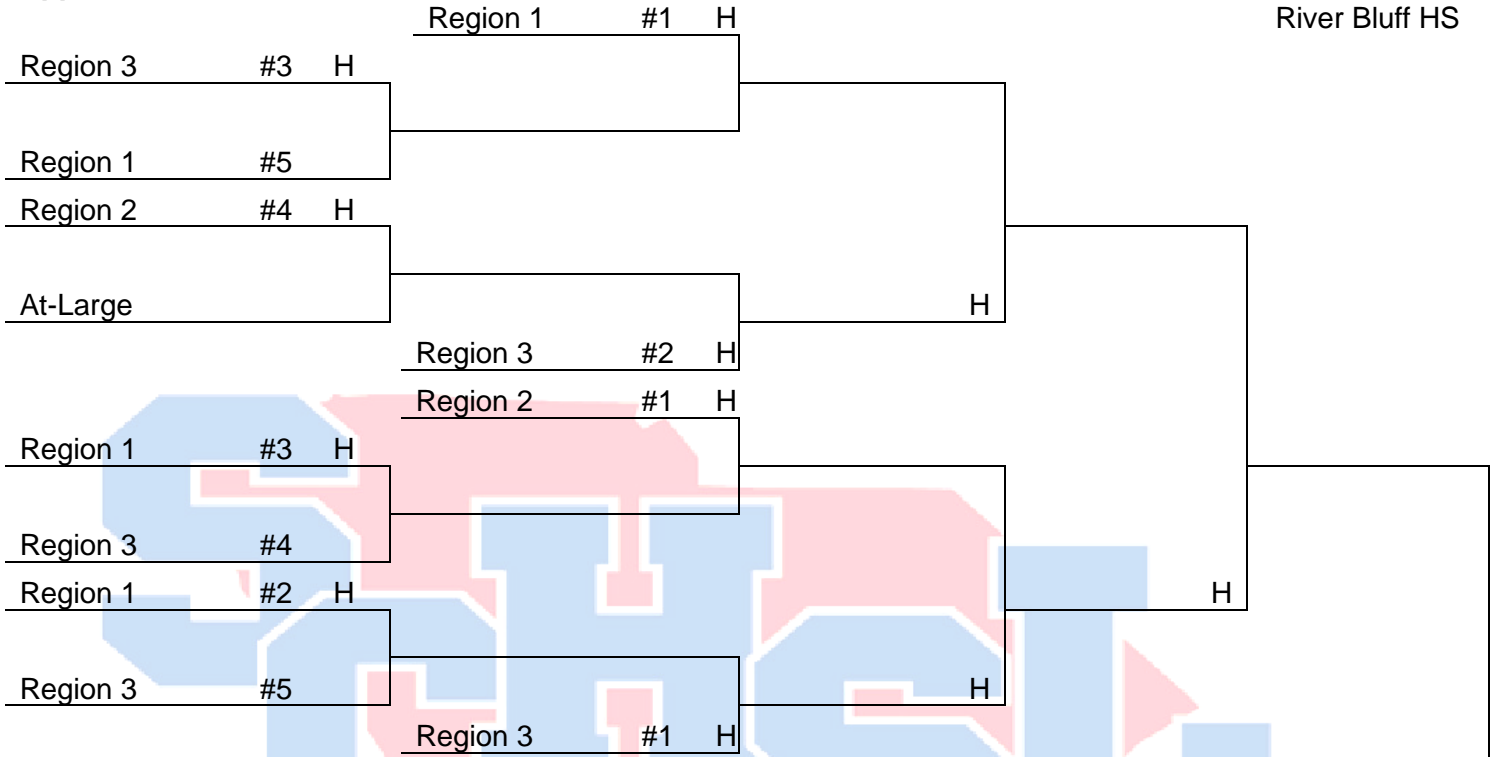 Region 1 #1 H
River Bluff HS
Region 3 #3 H
Region 1 #5
Region 2 #4 H
At-Large
H
Region 3 #2 H
Region 2 #1 H
Region 1 #3 H
Region 3 #4
Region 1 #2 H
H
Region 3 #5
H
Region 3 #1 H
SCHSL